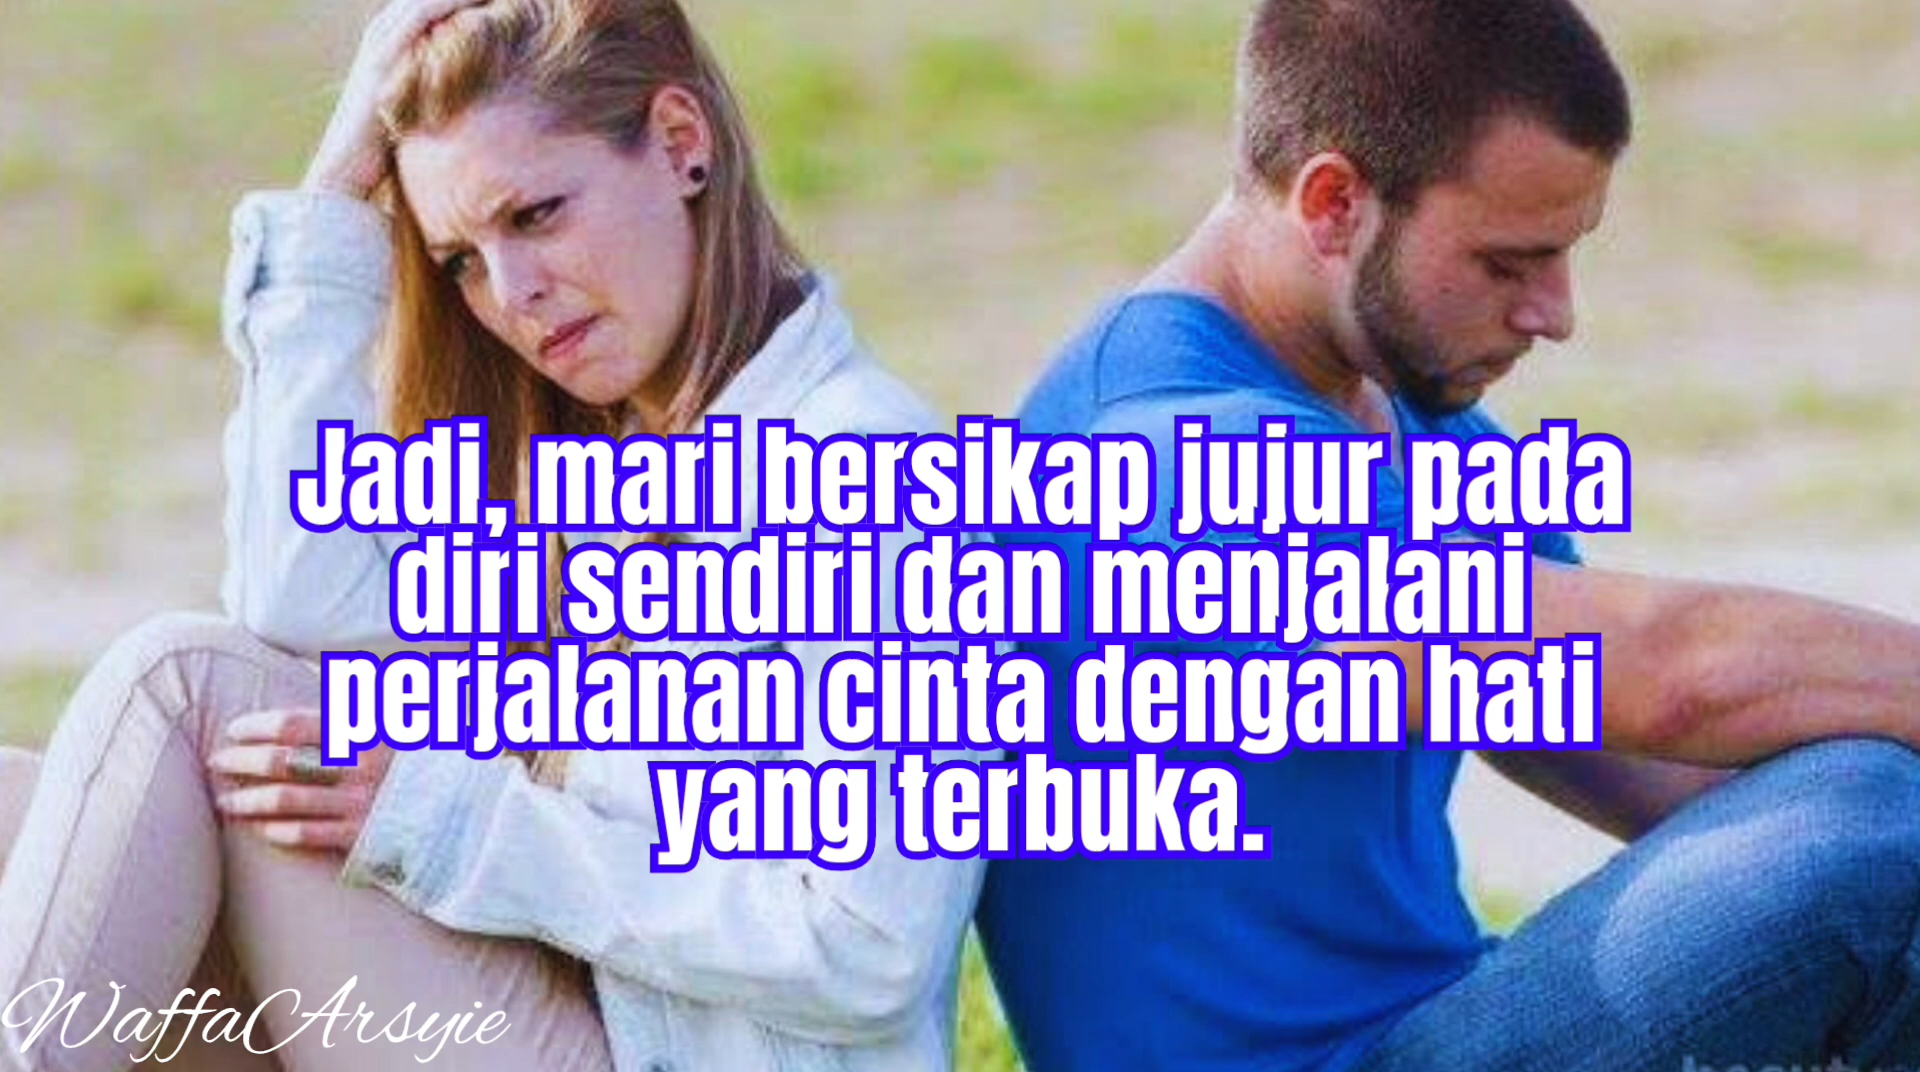 Jadi, mari bersikap jujur pada
diri sendiri dan menjalani
perjalanan cinta dengan hati
yang terbuka.
WaffaArsyie